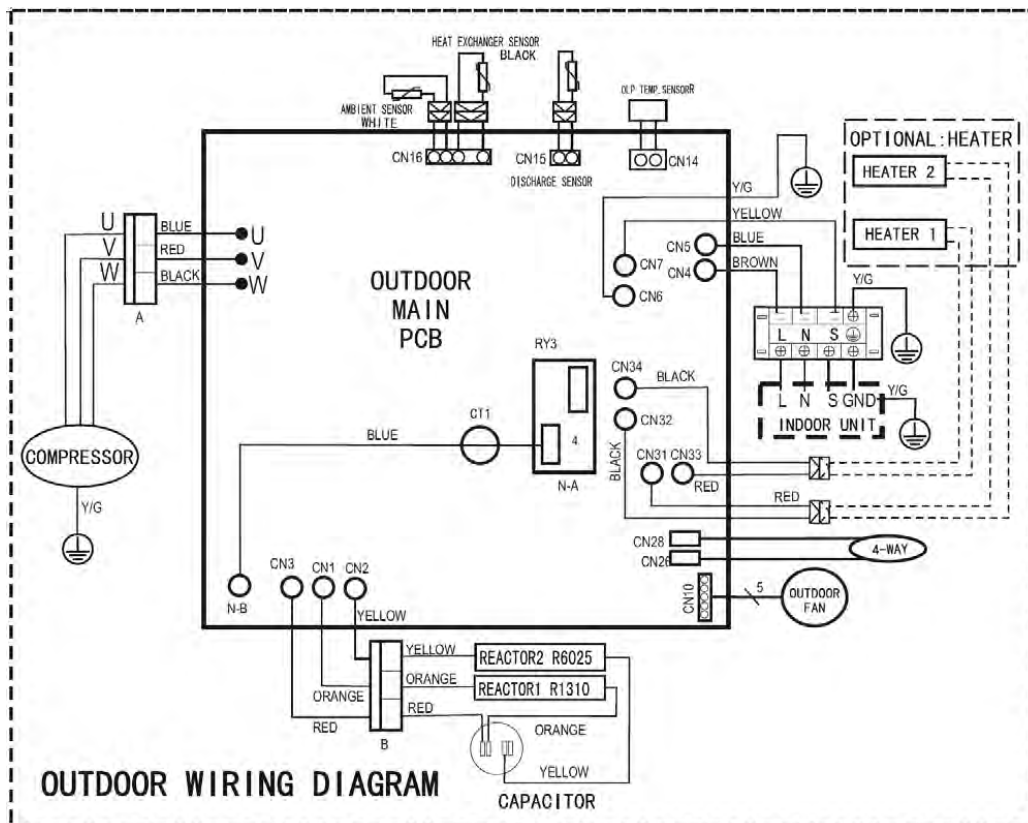 HEAT EXCHANGER SENSOR
BLACK
AMBIENT SENSOR
WHITE
OLP TEMP. SENSORR
CN16
CN15
CN14
DISCHARGE SENSOR
OPTIONAL:HEATER
HEATER 2
HEATER 1
Y/G
YELLOW
BLUE
BROWN
CN5
CN4
CN7
CN6
Y/G
U
V
W
BLUE
RED
BLACK
U
V
W
A
OUTDOOR
MAIN
PCB
L N S
L N S GND
Y/G
INDOOR UNIT
RY3
4
N-A
CN34
BLACK
CN32
BLACK
CN31
CN33
RED
RED
CT1
BLUE
COMPRESSOR
Y/G
CN28
CN26
4-WAY
CN10
5
OUTDOOR
FAN
N-B
CN3
CN1
CN2
YELLOW
YELLOW
REACTOR2 R6025
ORANGE
ORANGE
REACTOR1 R1310
RED
RED
B
ORANGE
YELLOW
CAPACITOR
OUTDOOR WIRING DIAGRAM